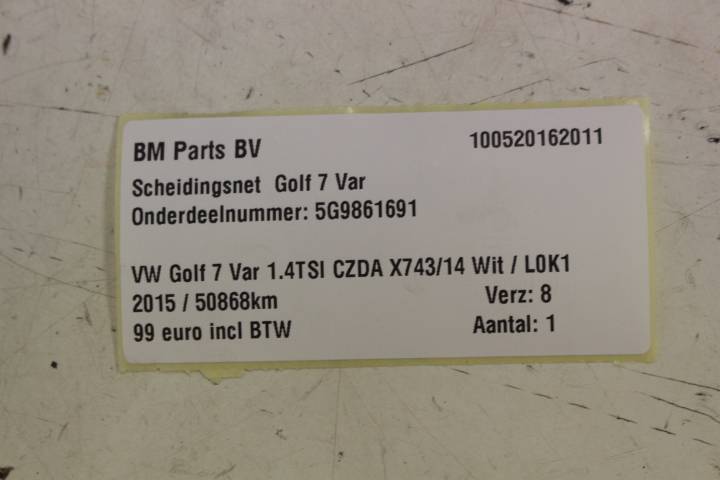 BM Parts BV 100520162011
Scheidingsnet Golf 7 Var
Onderdeelnummer: 5G9861691
VW Golf 7 Var 1.4TSI CZDA X743/14 Wit / L0K1
2015 / 50868km Verz: 8
99 euro incl BTW Aantal: 1